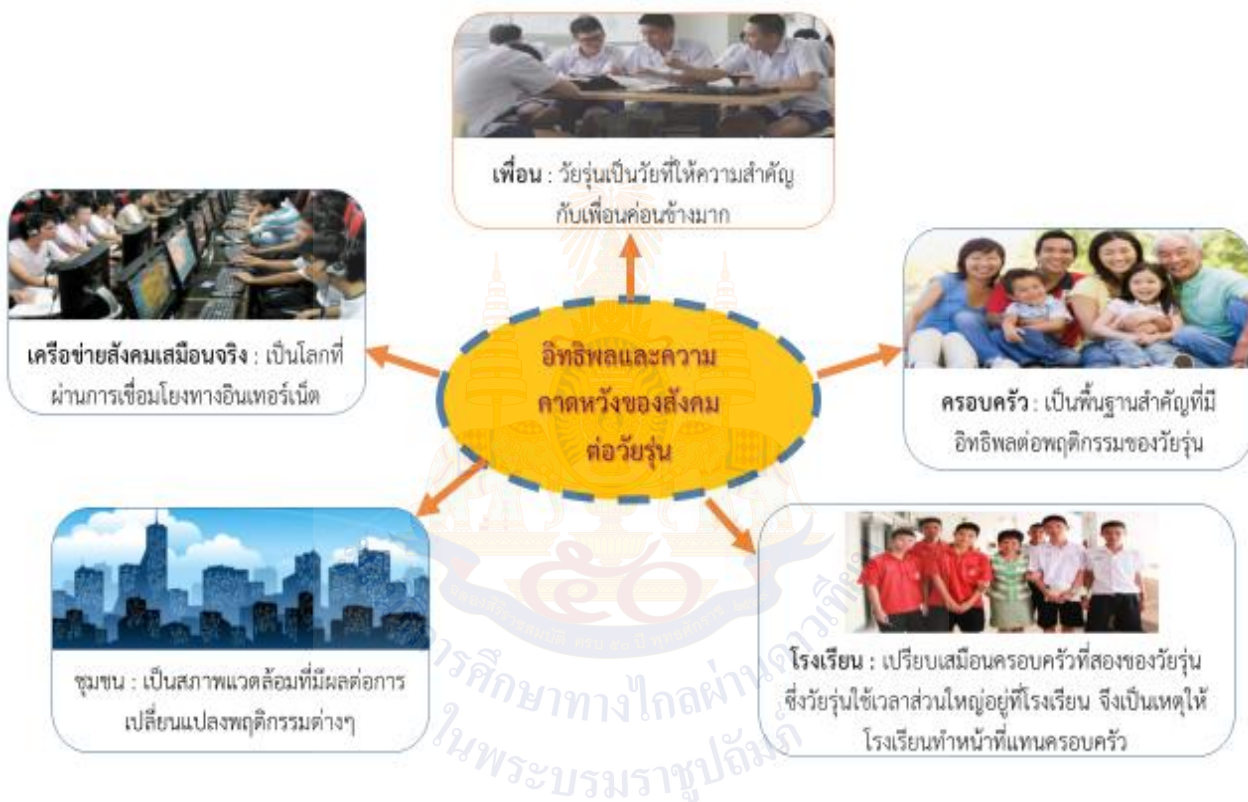 เพื่อน : วัยรุ่นเป็นวัยที่ให้ความสำคัญ
กับเพื่อนค่อนข้างมาก
เครือข่ายสังคมเสมือนจริง : เป็นโลกที่
ผ่านการเชื่อมโยงทางอินเทอร์เน็ต
อิทธิพลและความ
คาดหวังของสังคม
ต่อวัยรุ่น
ครอบครัว : เป็นพื้นฐานสำคัญที่มี
อิทธิพลต่อพฤติกรรมของวัยรุ่น
ชุมชน : เป็นสภาพแวดล้อมที่มีผลต่อการ
เปลี่ยนแปลงพฤติกรรมต่างๆ
โรงเรียน : เปรียบเสมือนครอบครัวที่สองของวัยรุ่น
ซึ่งวัยรุ่นใช้เวลาส่วนใหญ่อยู่ที่โรงเรียน จึงเป็นเหตุให้
โรงเรียนทำหน้าที่แทนครอบครัว
๕๐
การศึกษาทางไกลผ่านดาวเทียม
ในพระบรมราชูปถัมภ์